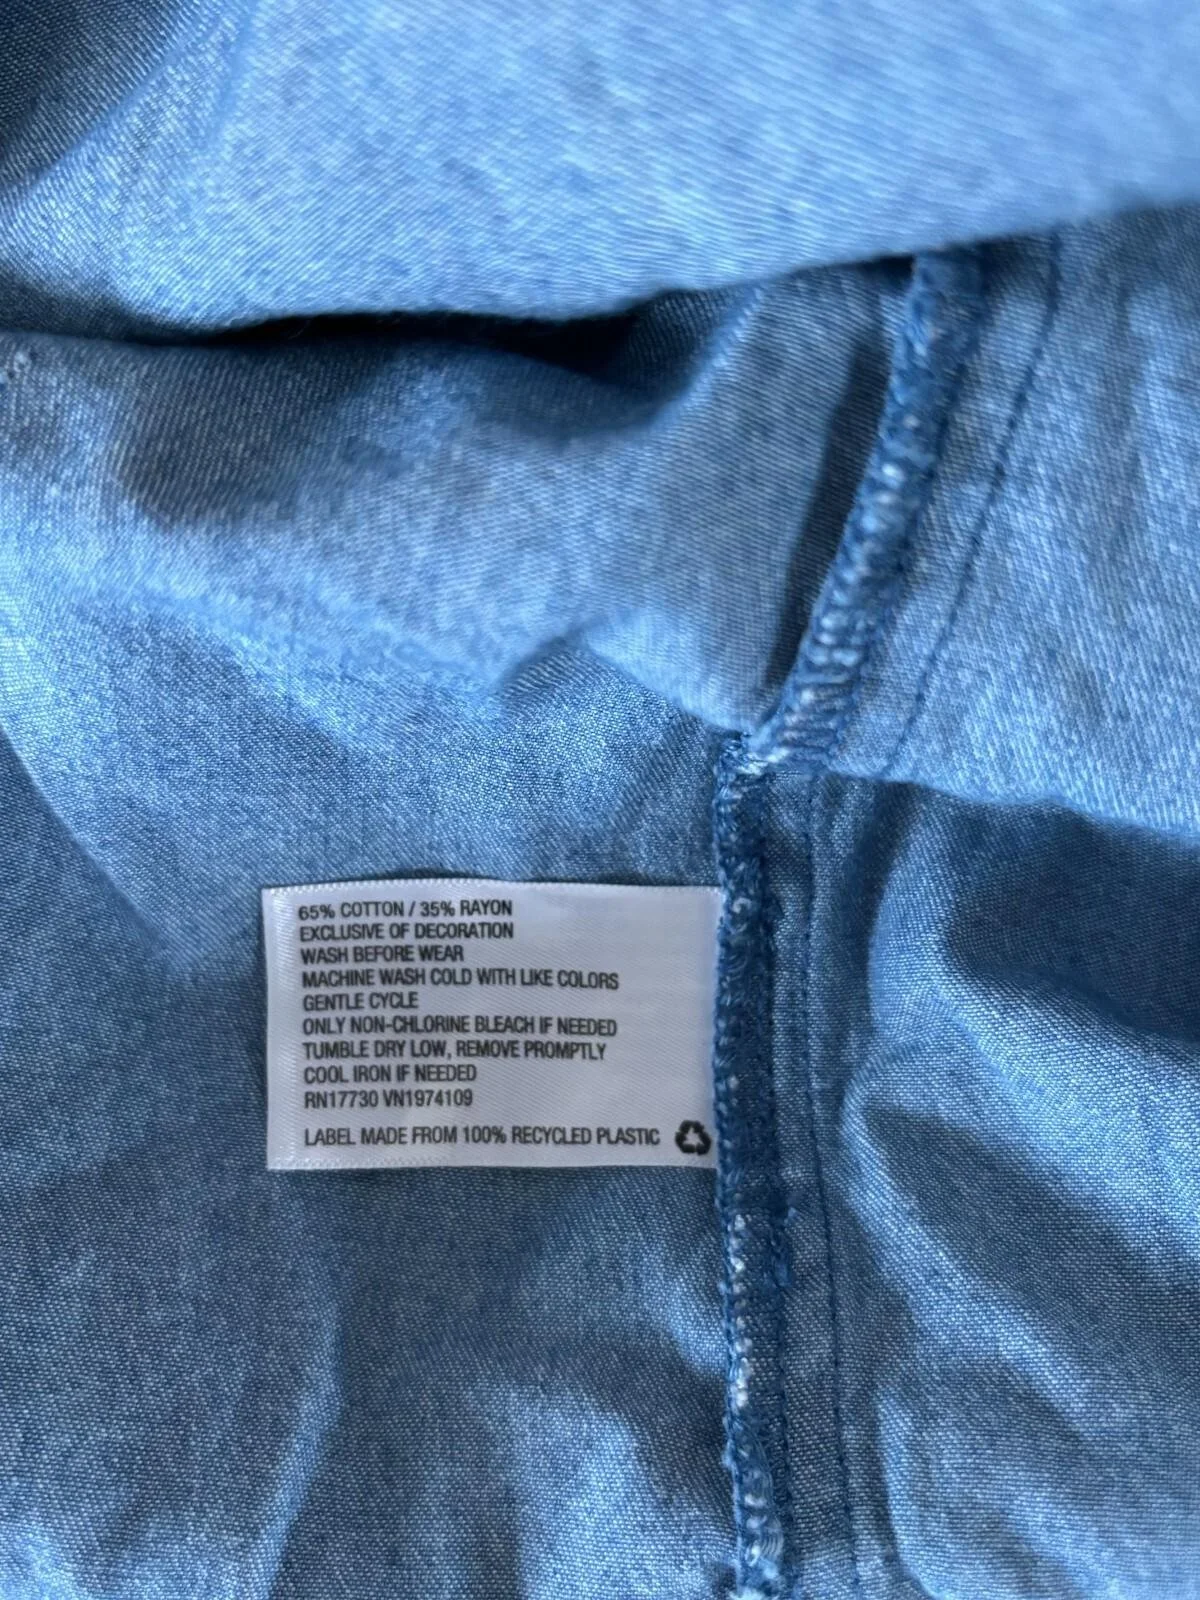 65% COTTON / 35% RAYON
EXCLUSIVE OF DECORATION
WASH BEFORE WEAR
MACHINE WASH COLD WITH LIKE COLORS
GENTLE CYCLE
ONLY NON-CHLORINE BLEACH IF NEEDED
TUMBLE DRY LOW, REMOVE PROMPTLY
COOL IRON IF NEEDED
RN17730 VN1974109
LABEL MADE FROM 100% RECYCLED PLASTIC